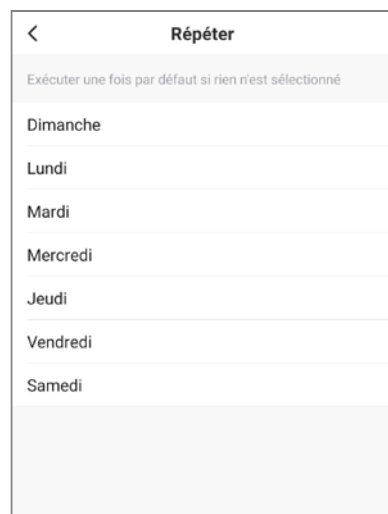 Répéter
Exécuter une fois par défaut si rien n'est sélectionné
Dimanche
Lundi
Mardi
Mercredi
Jeudi
Vendredi
Samedi